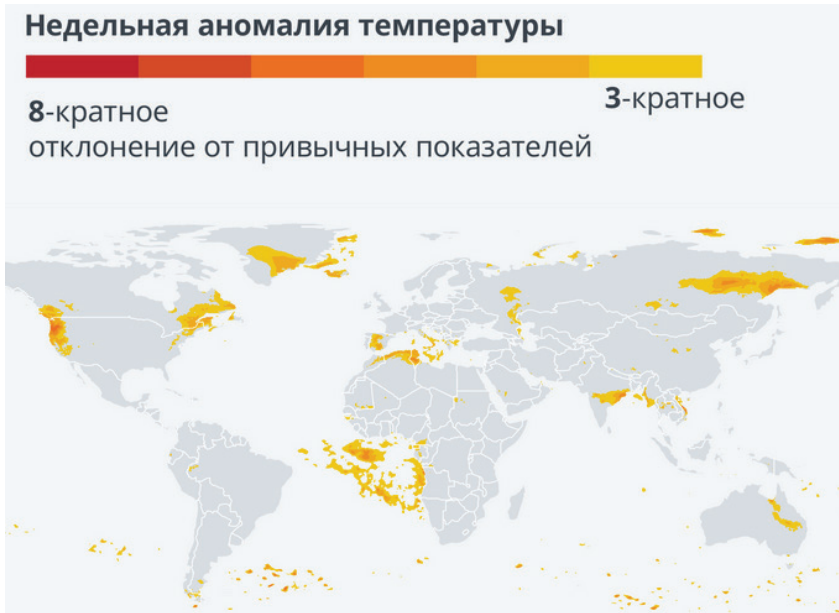 Недельная аномалия температуры
8-кратное
3-кратное
отклонение от привычных показателей